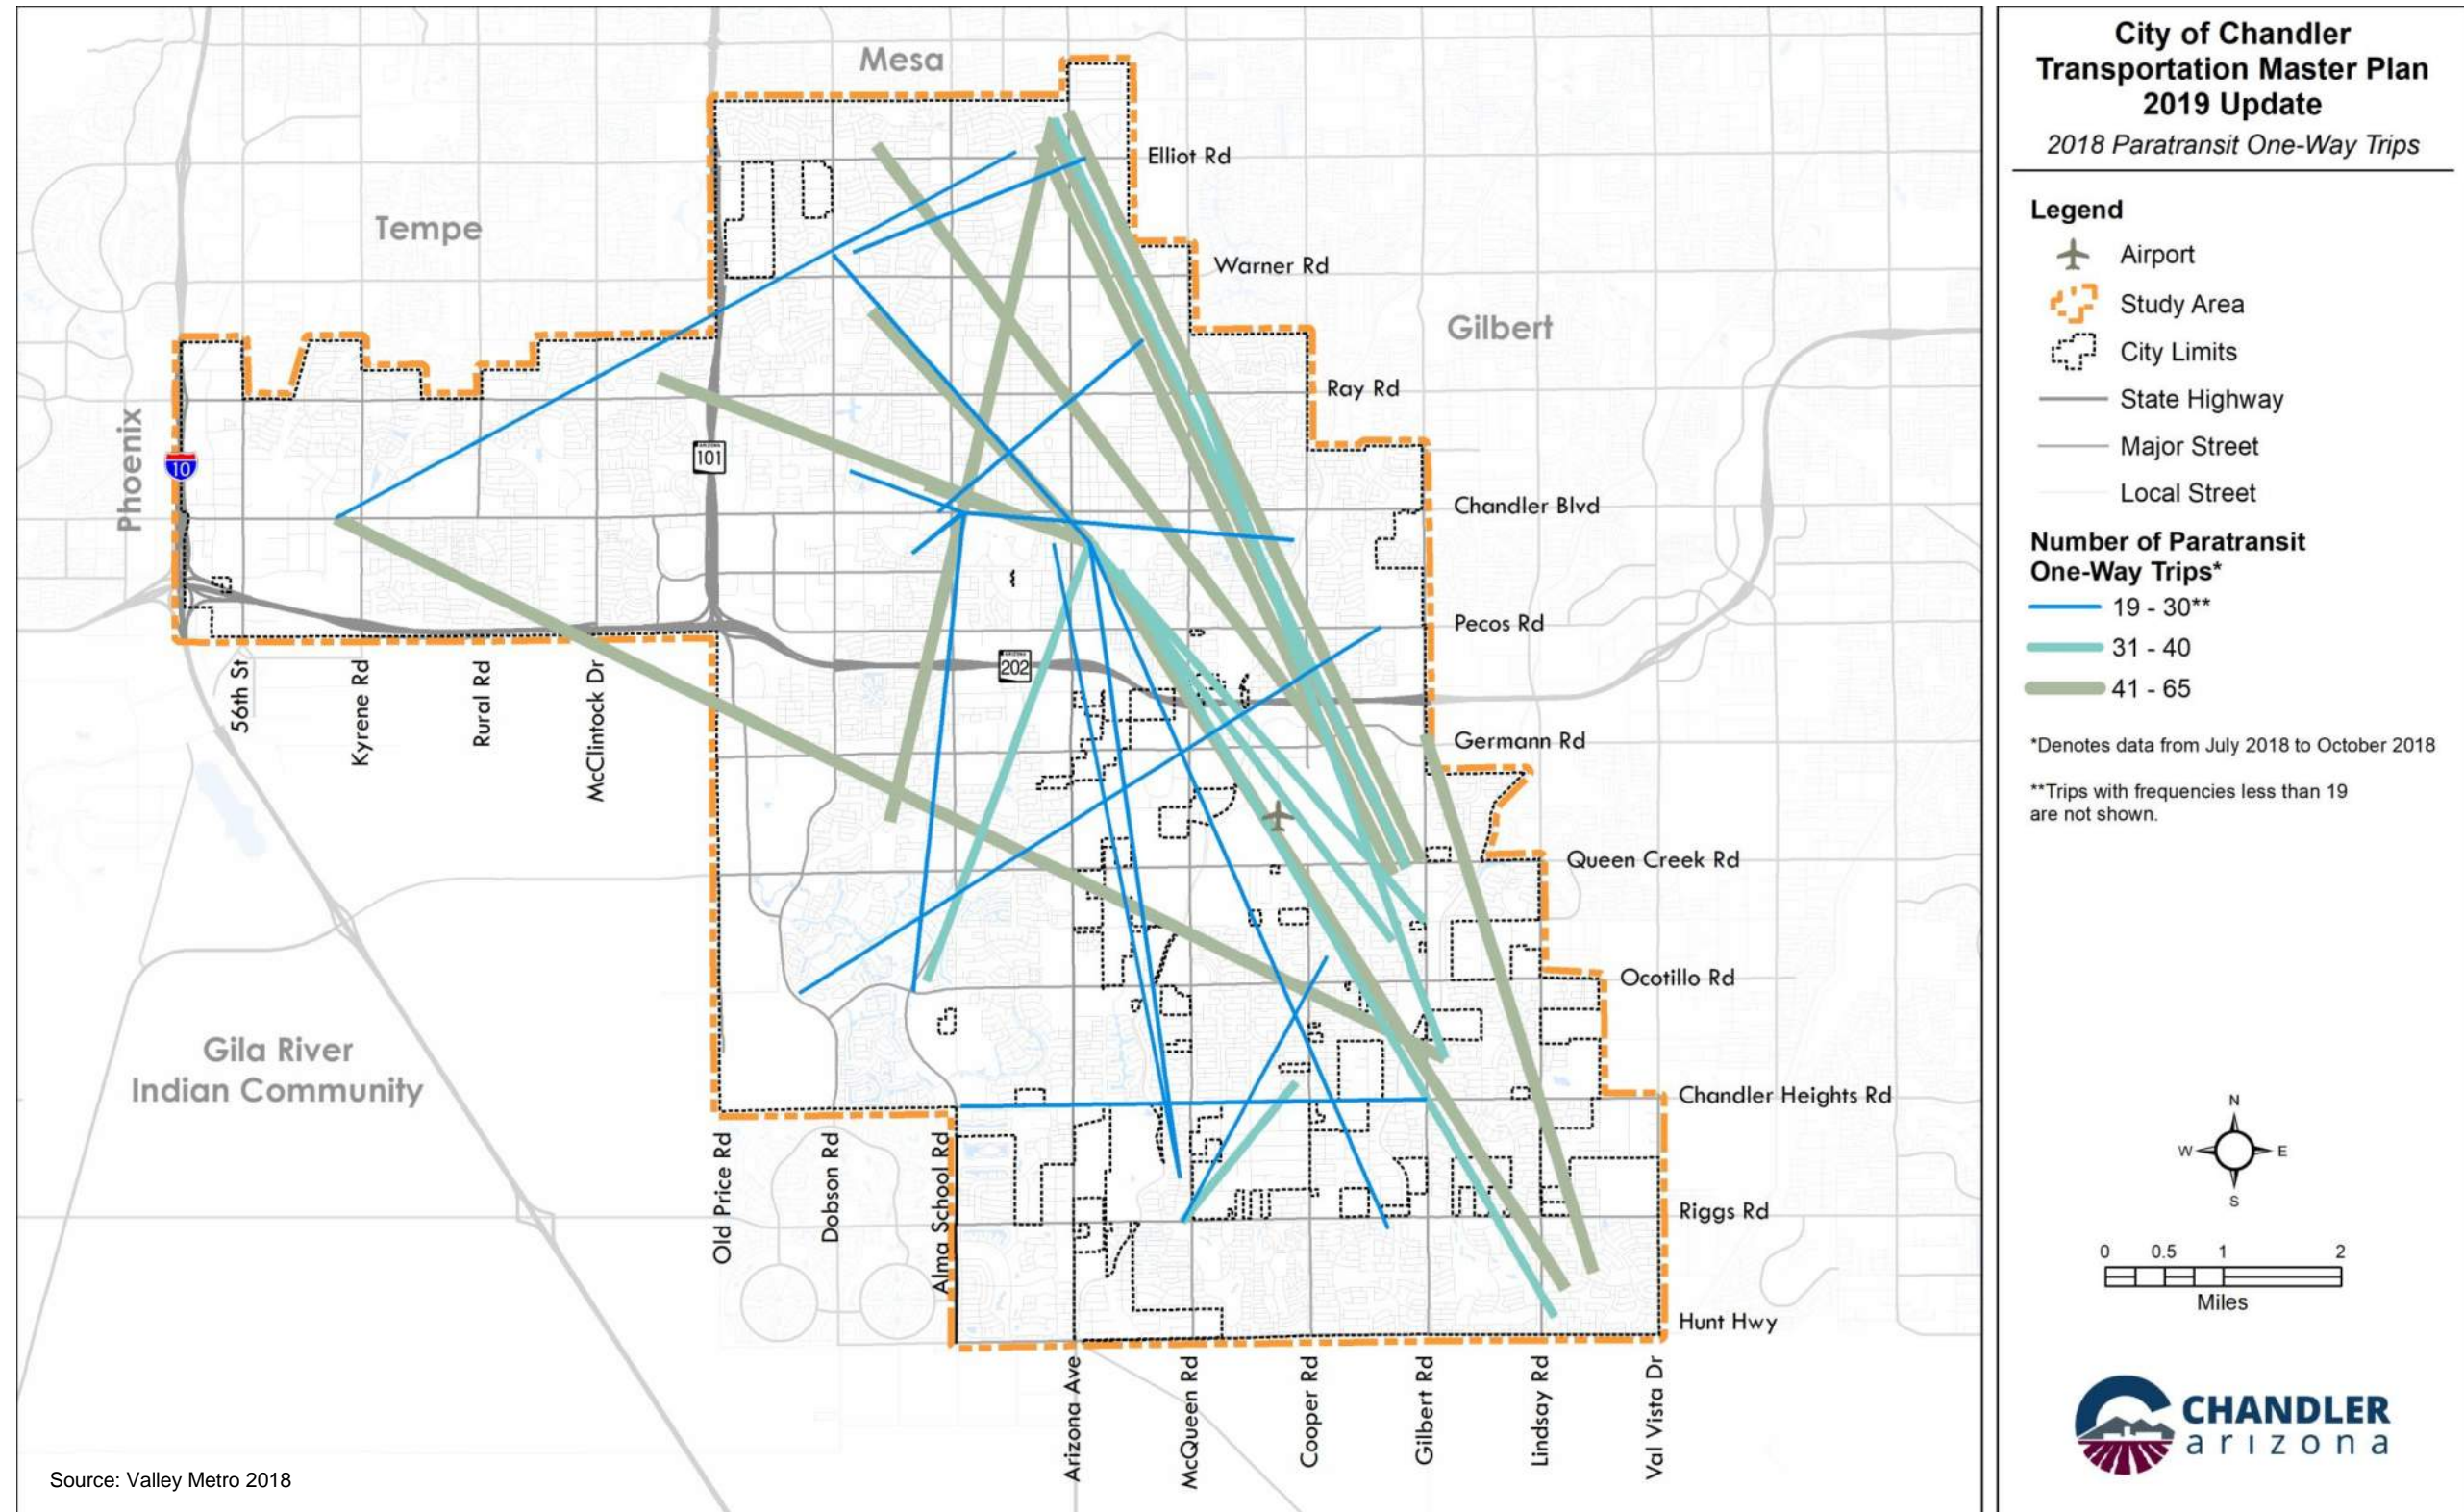 Mesa
Elliot Rd
Tempe
Warner Rd
Gilbert
Ray Rd
Phoenix
10
ARIZONA
101
Chandler Blvd
Pecos Rd
ARIZONA
202
56th St
Kyrene Rd
Rural Rd
McClintock Dr
Germann Rd
Queen Creek Rd
Ocotillo Rd
Gila River
Indian Community
Chandler Heights Rd
Old Price Rd
Dobson Rd
Alma School Rd
Riggs Rd
Hunt Hwy
Arizona Ave
McQueen Rd
Cooper Rd
Gilbert Rd
Lindsay Rd
Val Vista Dr
Source: Valley Metro 2018
City of Chandler
Transportation Master Plan
2019 Update
2018 Paratransit One-Way Trips
Legend
Airport
Study Area
City Limits
State Highway
Major Street
Local Street
Number of Paratransit
One-Way Trips*
19 - 30**
31 - 40
41 - 65
*Denotes data from July 2018 to October 2018
**Trips with frequencies less than 19
are not shown.
N
W E
S
0 0.5 1 2
Miles
CHANDLER
arizona